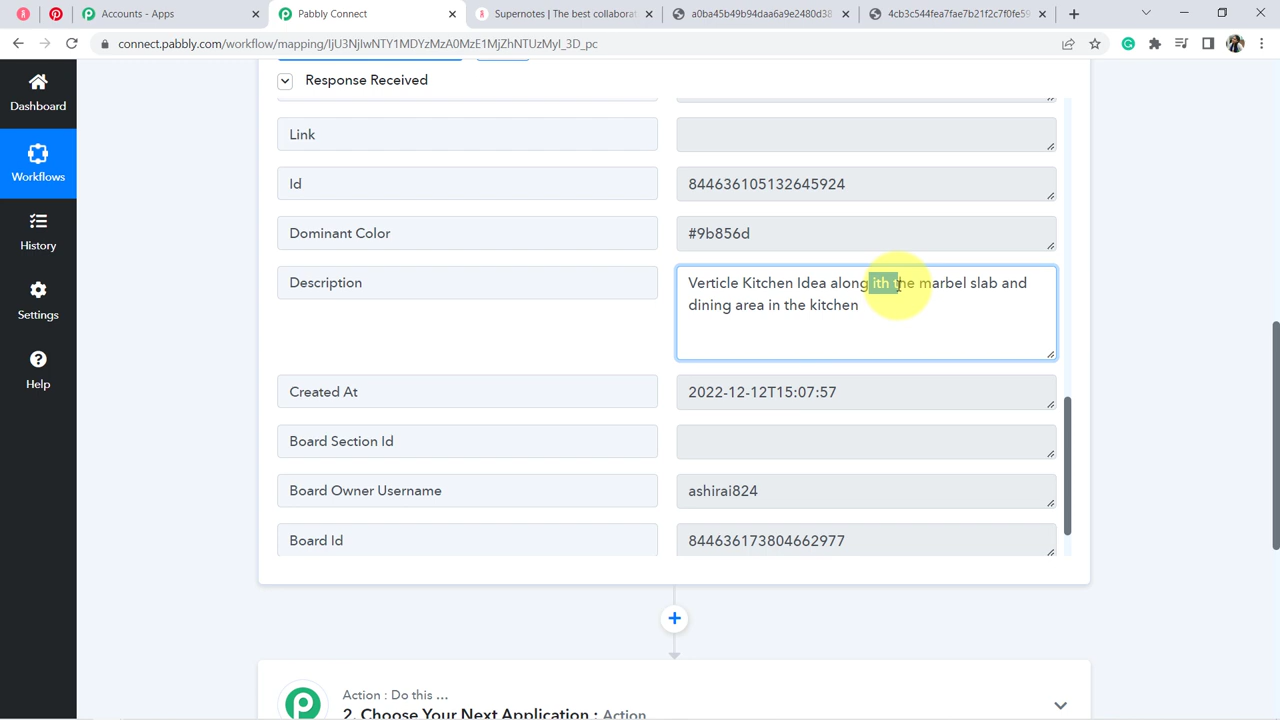 Accounts - Apps
Pabbly Connect
Supernotes | The best collaborat
a0ba45b4c594daa6a9d2480d38
4cb3c544fea7fae7b21f2c7f0fe59
connect.pabbly.com/workflow/mapping/IjU3NjIwNTY1MDYzMzA0MzE1MjZhNTUzMyI_3D_pc
Dashboard
Workflows
History
Settings
Help
Response Received
Link
Id
844636105132645924
Dominant Color
#9b856d
Description
Verticle Kitchen Idea along ith the marbel slab and
dining area in the kitchen
Created At
2022-12-12T15:07:57
Board Section Id
Board Owner Username
ashirai824
Board Id
844636173804662977
Action : Do this ...
2. Choose Your Next Application : Action